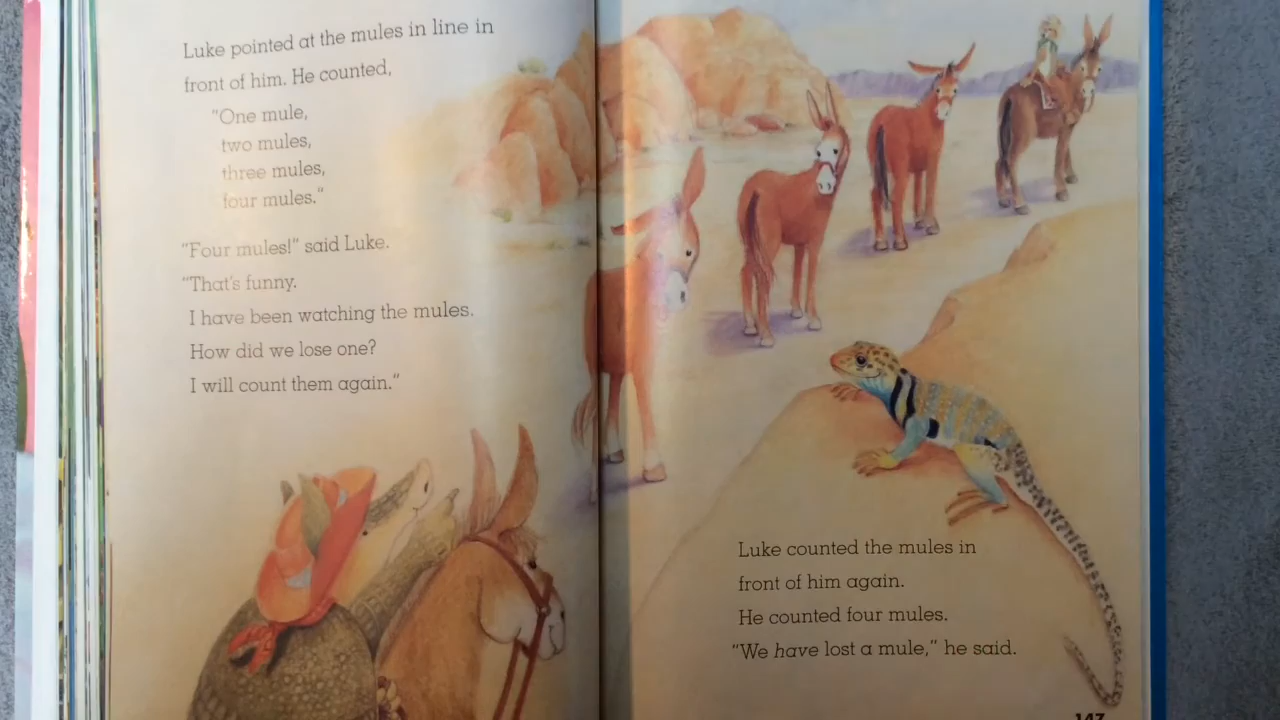 Luke pointed at the mules in line in
front of him. He counted,
"One mule,
two mules,
three mules,
four mules."
"Four mules!" said Luke.
"That's funny.
I have been watching the mules.
How did we lose one?
I will count them again."
Luke counted the mules in
front of him again.
He counted four mules.
"We have lost a mule," he said.
147